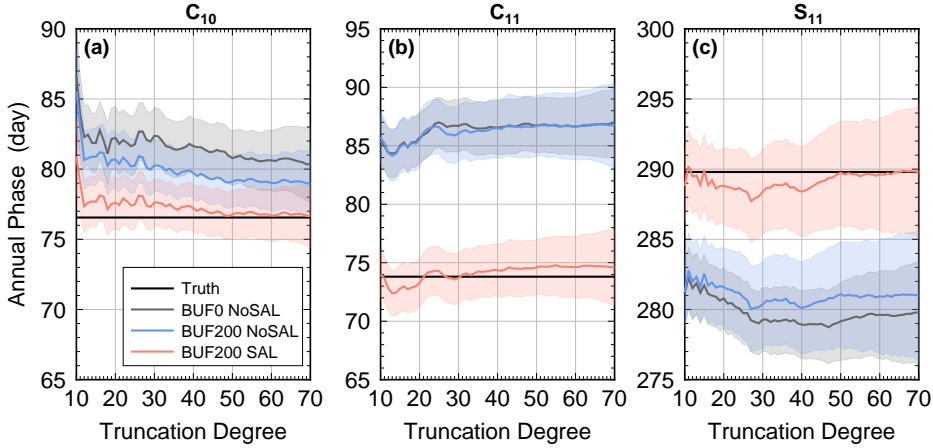 C₁₀
C₁₁
S₁₁
(a)
(b)
(c)
Annual Phase (day)
90
85
80
75
70
65
95
90
85
80
75
70
65
300
295
290
285
280
275
Truth
BUF0 NoSAL
BUF200 NoSAL
BUF200 SAL
10 20 30 40 50 60 70
10 20 30 40 50 60 70
10 20 30 40 50 60 70
Truncation Degree
Truncation Degree
Truncation Degree